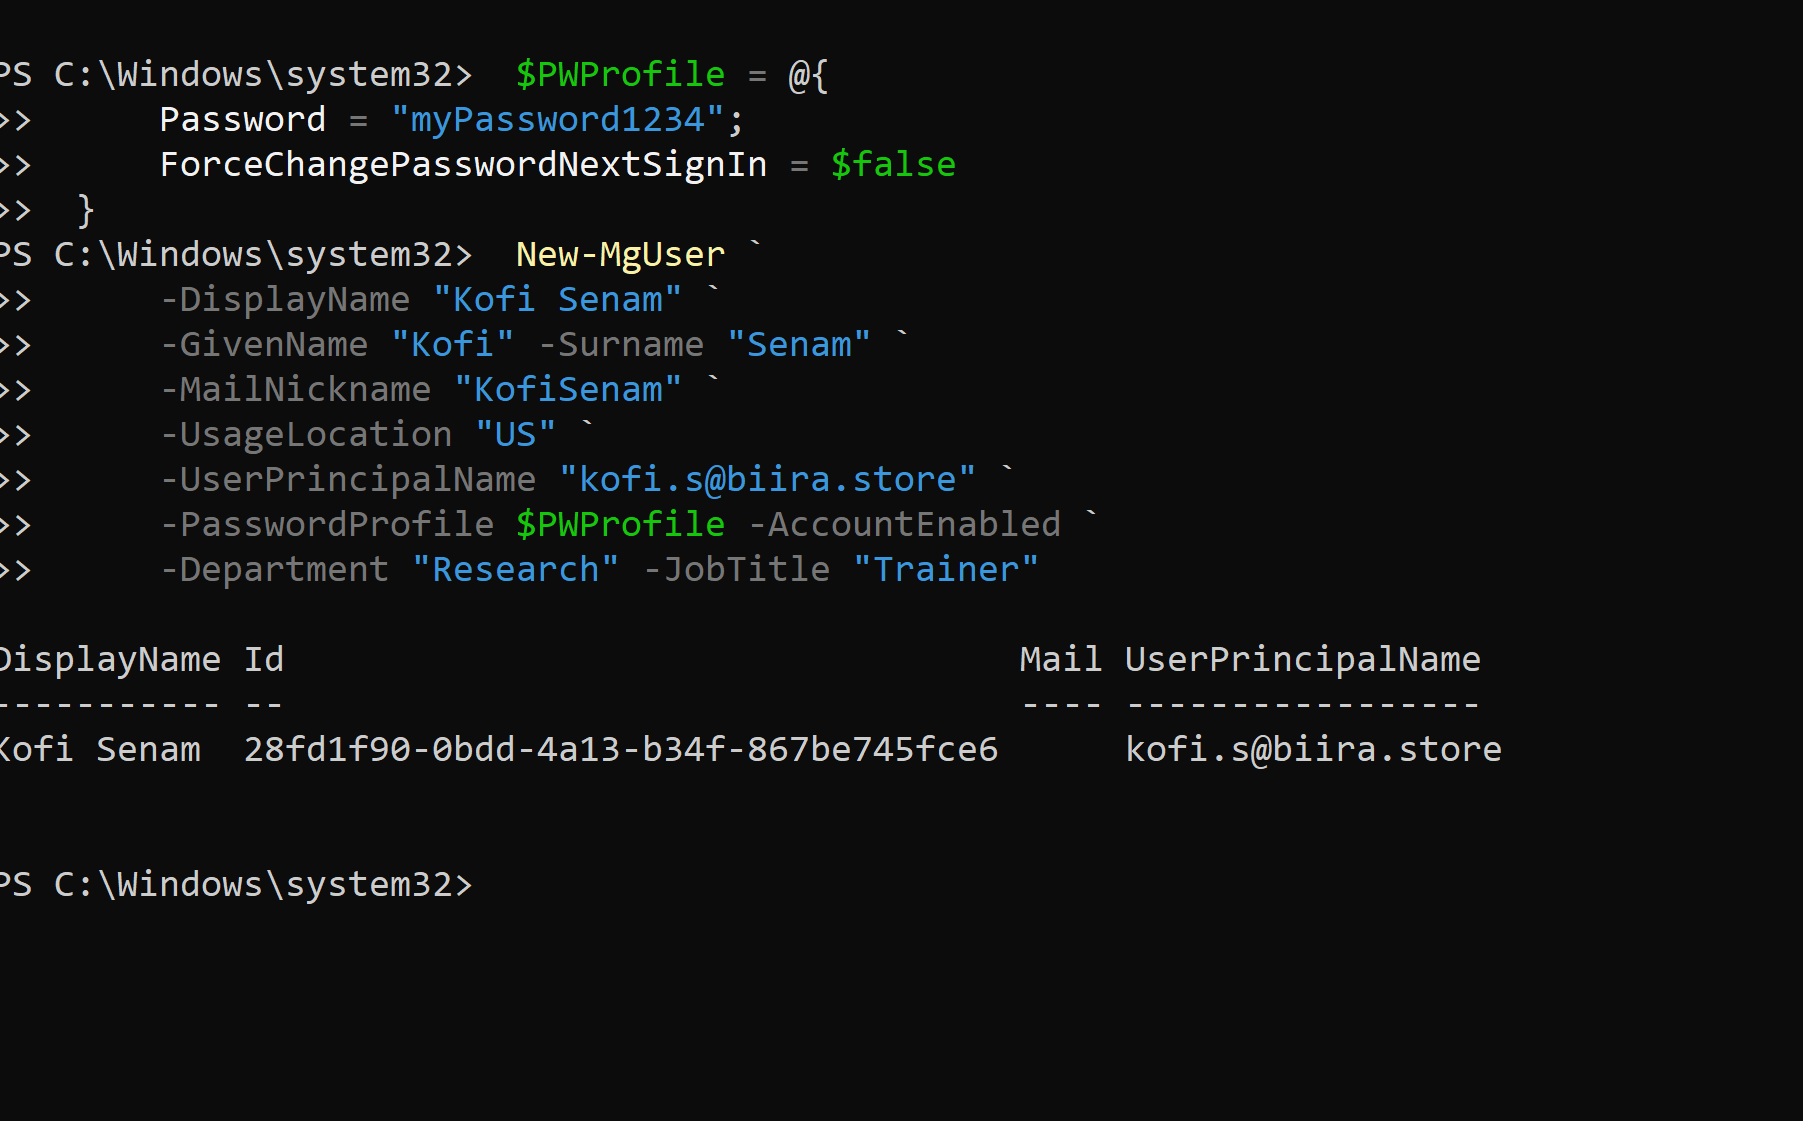 PS C:\Windows\system32>  $PWProfile = @{
>>      Password = "myPassword1234";
>>      ForceChangePasswordNextSignIn = $false
>>  }
PS C:\Windows\system32>  New-MgUser `
>>      -DisplayName "Kofi Senam" `
>>      -GivenName "Kofi" -Surname "Senam" `
>>      -MailNickname "KofiSenam" `
>>      -UsageLocation "US" `
>>      -UserPrincipalName "kofi.s@biira.store" `
>>      -PasswordProfile $PWProfile -AccountEnabled `
>>      -Department "Research" -JobTitle "Trainer"
DisplayName Id                                   Mail UserPrincipalName
----------- --                                   ---- -----------------
Kofi Senam  28fd1f90-0bdd-4a13-b34f-867be745fce6      kofi.s@biira.store
PS C:\Windows\system32>